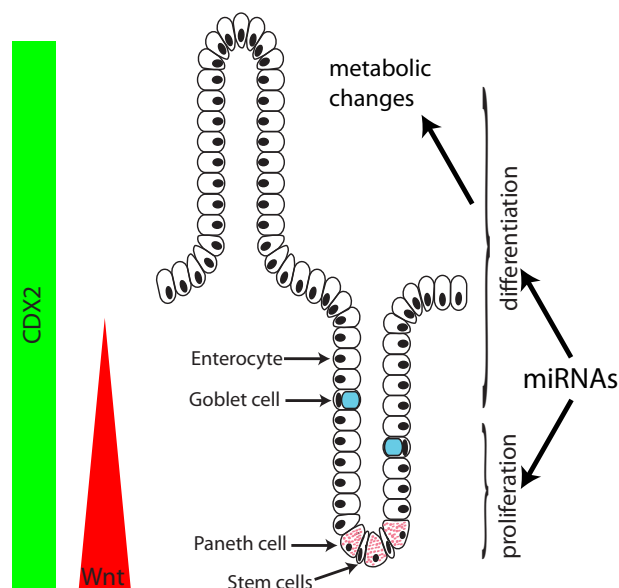 metabolic
changes
differentiation
CDX2
Enterocyte
miRNAs
Goblet cell
proliferation
Paneth cell
Wnt
Stem cells